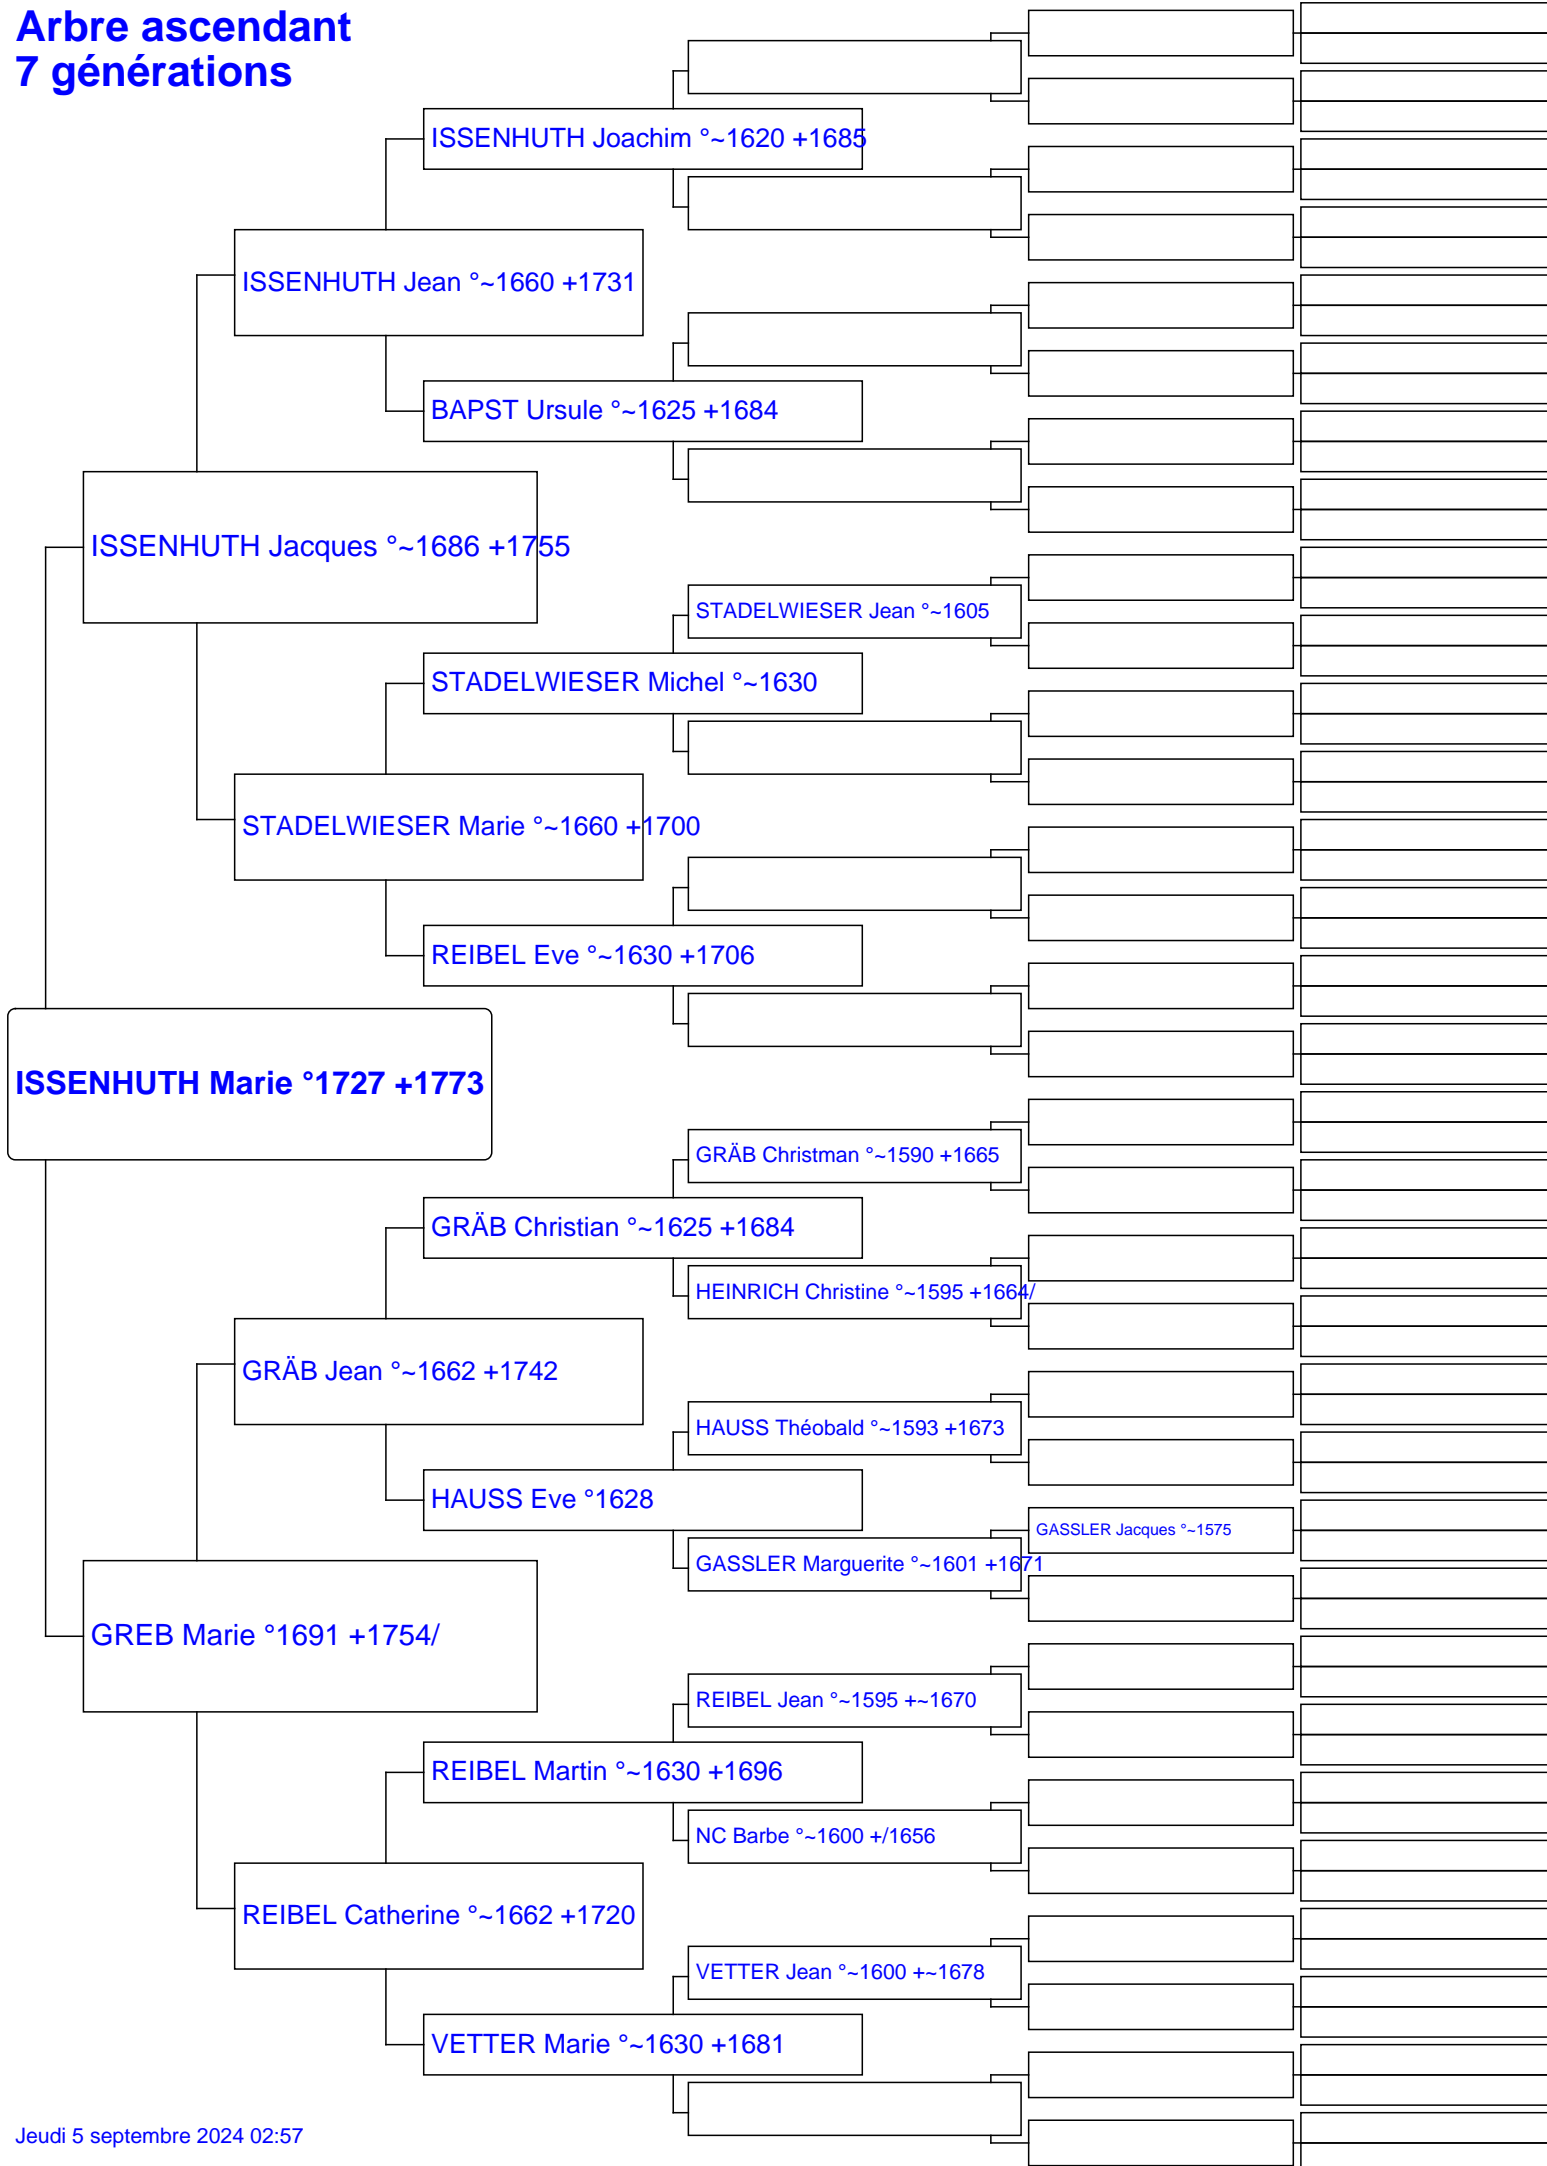 Arbre ascendant
7 générations
ISSENHUTH Joachim °~1620 +1685
ISSENHUTH Jean °~1660 +1731
BAPST Ursule °~1625 +1684
ISSENHUTH Jacques °~1686 +1755
STADELWIESER Jean °~1605
STADELWIESER Michel °~1630
STADELWIESER Marie °~1660 +1700
REIBEL Eve °~1630 +1706
ISSENHUTH Marie °1727 +1773
GRÄB Christman °~1590 +1665
GRÄB Christian °~1625 +1684
HEINRICH Christine °~1595 +1664/
GRÄB Jean °~1662 +1742
HAUSS Théobald °~1593 +1673
HAUSS Eve °1628
GASSLER Jacques °~1575
GASSLER Marguerite °~1601 +1671
GREB Marie °1691 +1754/
REIBEL Jean °~1595 +~1670
REIBEL Martin °~1630 +1696
NC Barbe °~1600 +/1656
REIBEL Catherine °~1662 +1720
VETTER Jean °~1600 +~1678
VETTER Marie °~1630 +1681
Jeudi 5 septembre 2024 02:57